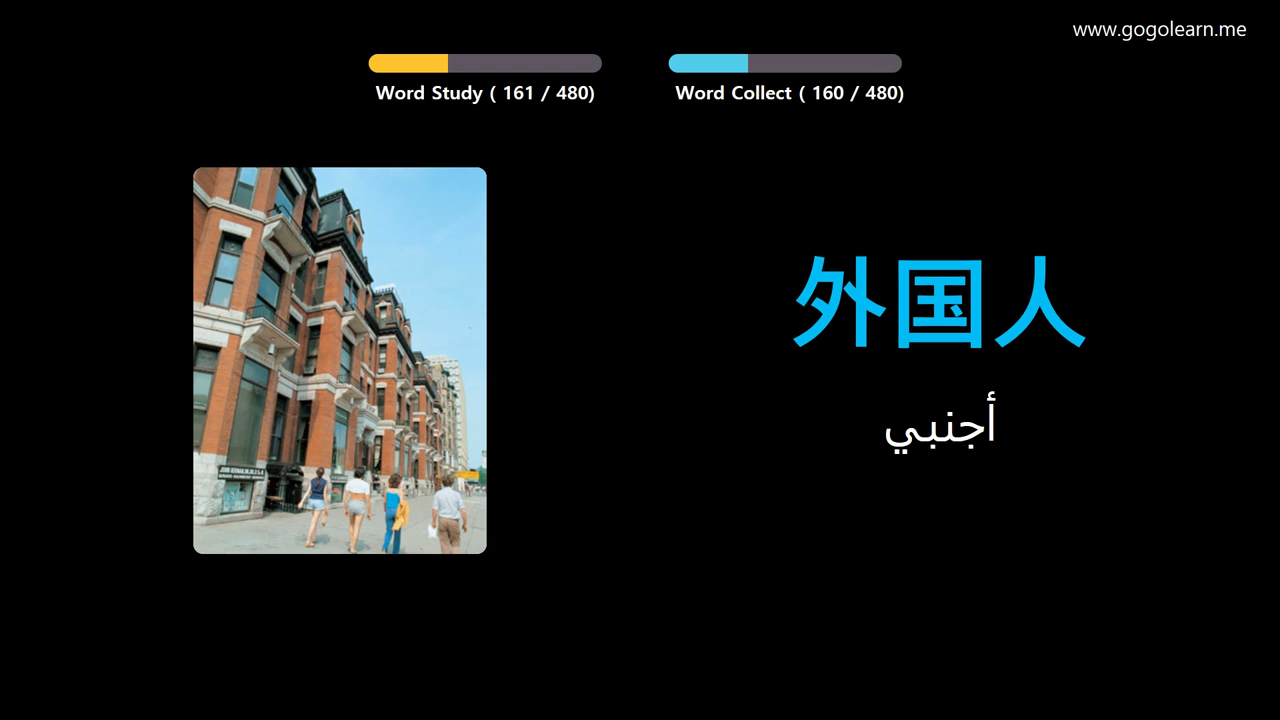 www.gogolearn.me
Word Study ( 161 / 480)
Word Collect ( 160 / 480)
外国人
أجنبي